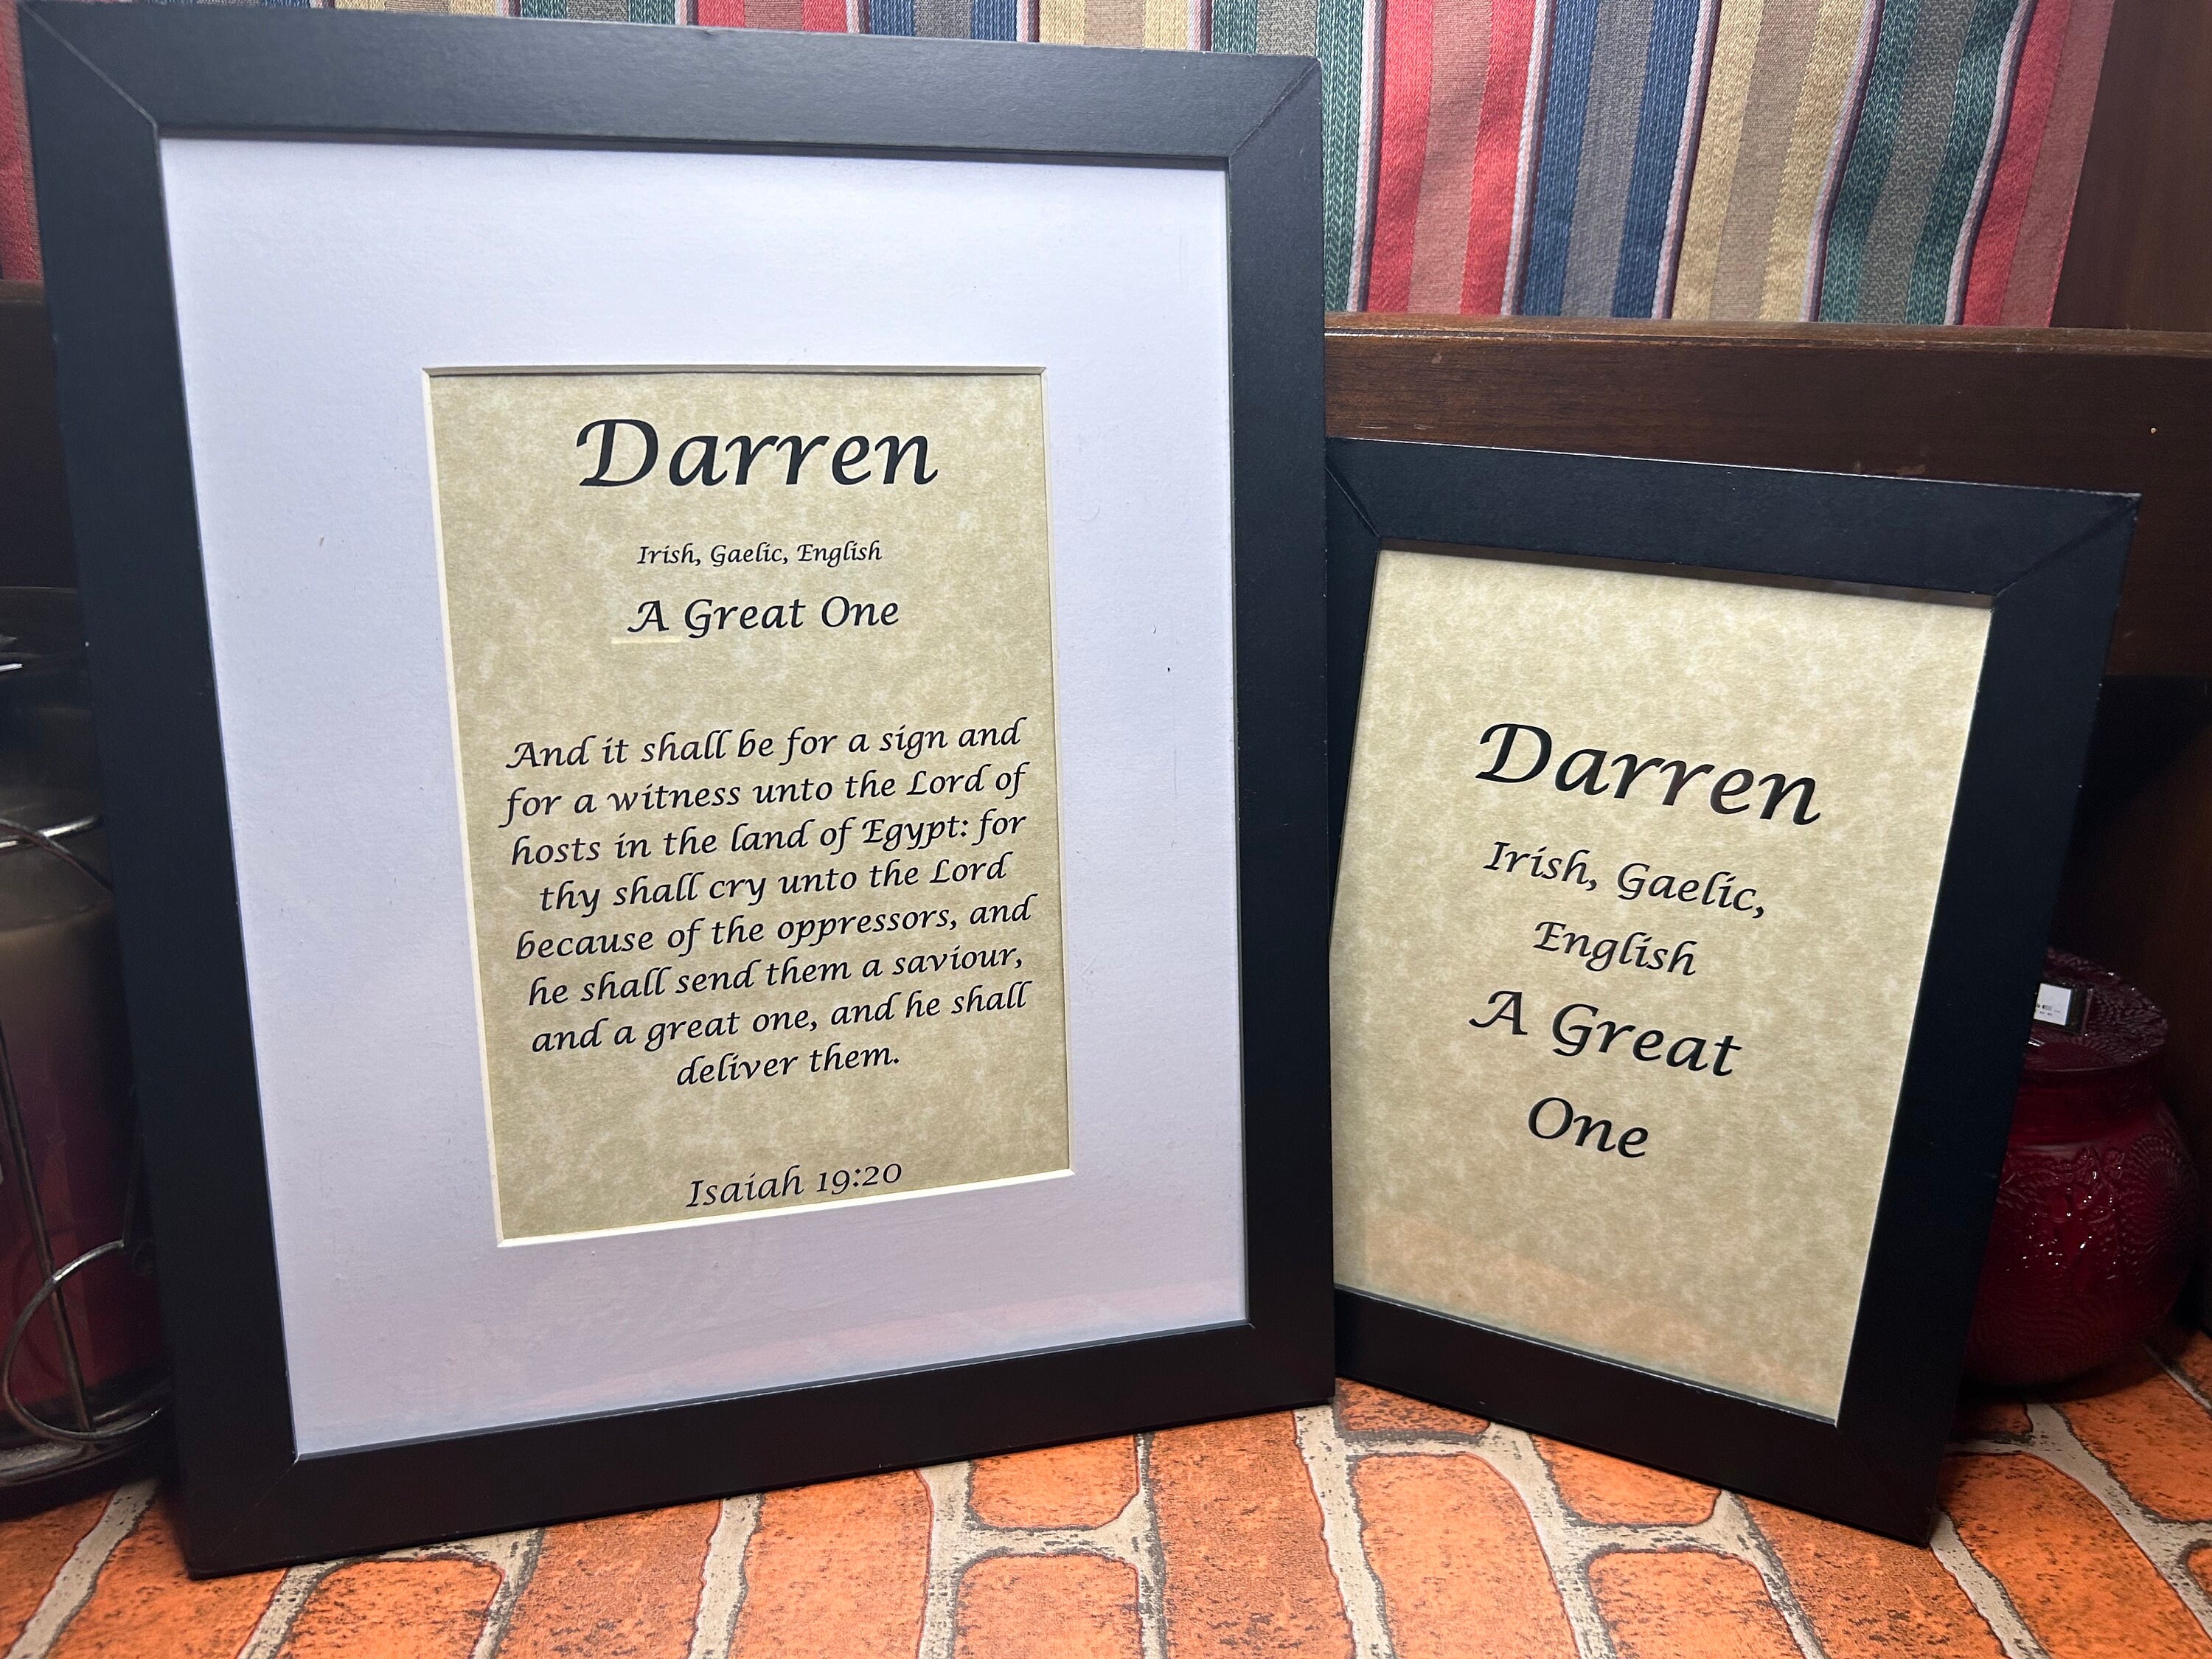 Darren
Irish, Gaelic, English
A Great One
And it shall be for a sign and
for a witness unto the Lord of
hosts in the land of Egypt: for
thy shall cry unto the Lord
because of the oppressors, and
he shall send them a saviour,
and a great one, and he shall
deliver them.
Isaiah 19:20
Darren
Irish, Gaelic,
English
A Great
One